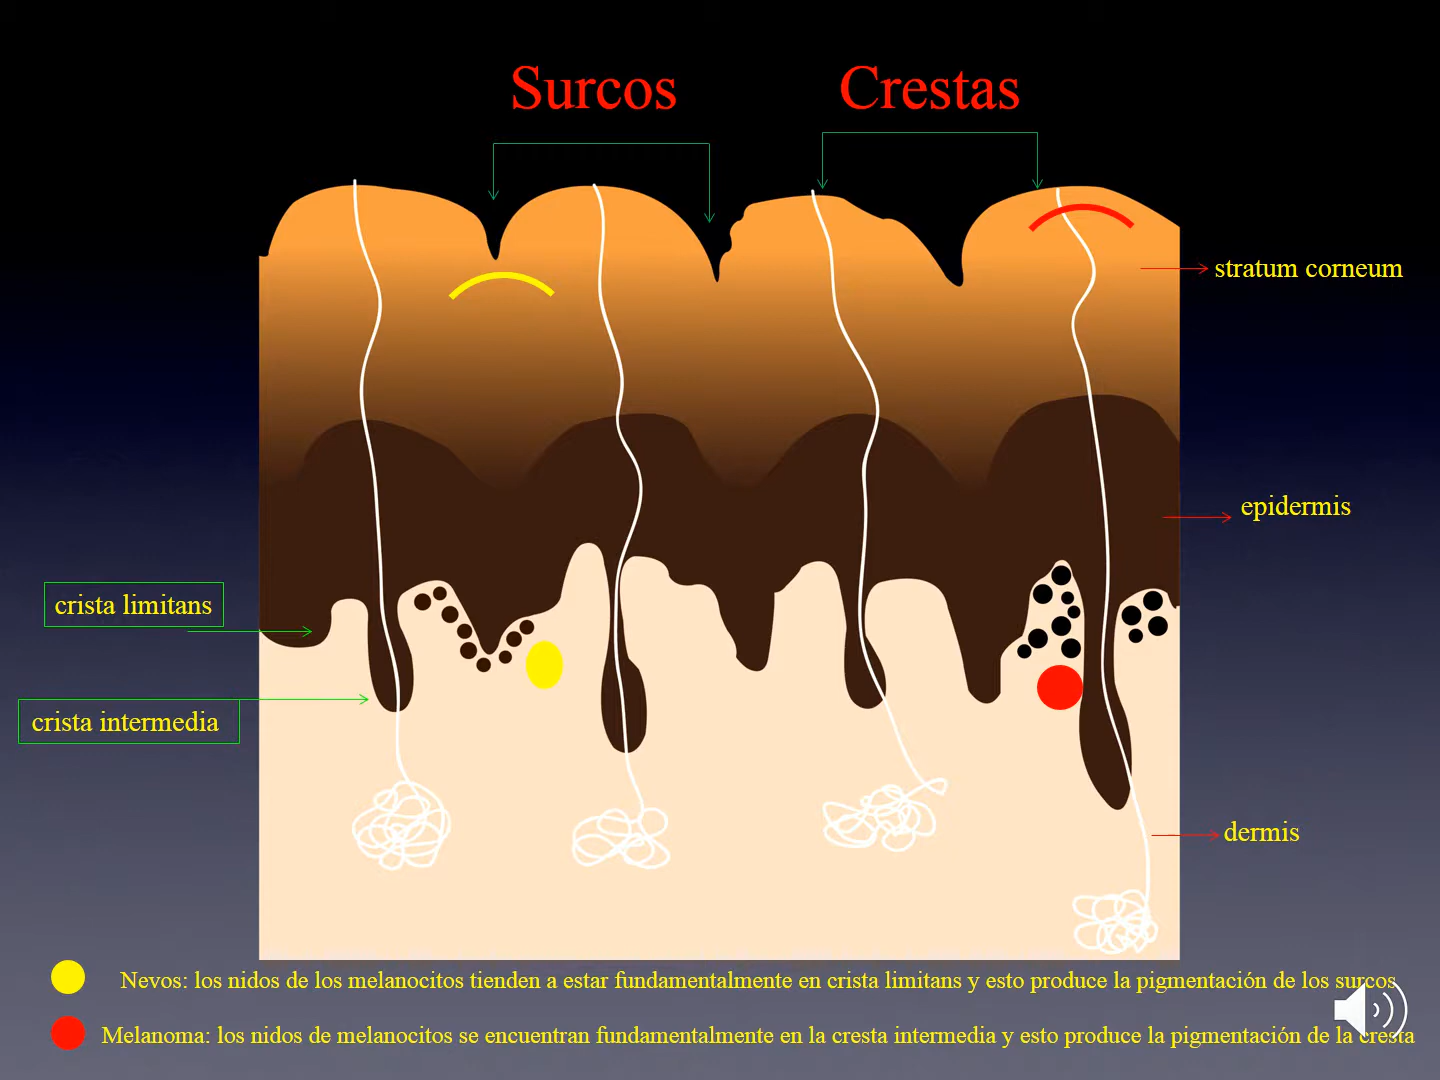 Surcos
Crestas
stratum corneum
epidermis
crista limitans
crista intermedia
dermis
Nevos: los nidos de los melanocitos tienden a estar fundamentalmente en crista limitans y esto produce la pigmentación de los surcos
Melanoma: los nidos de melanocitos se encuentran fundamentalmente en la cresta intermedia y esto produce la pigmentación de la cresta